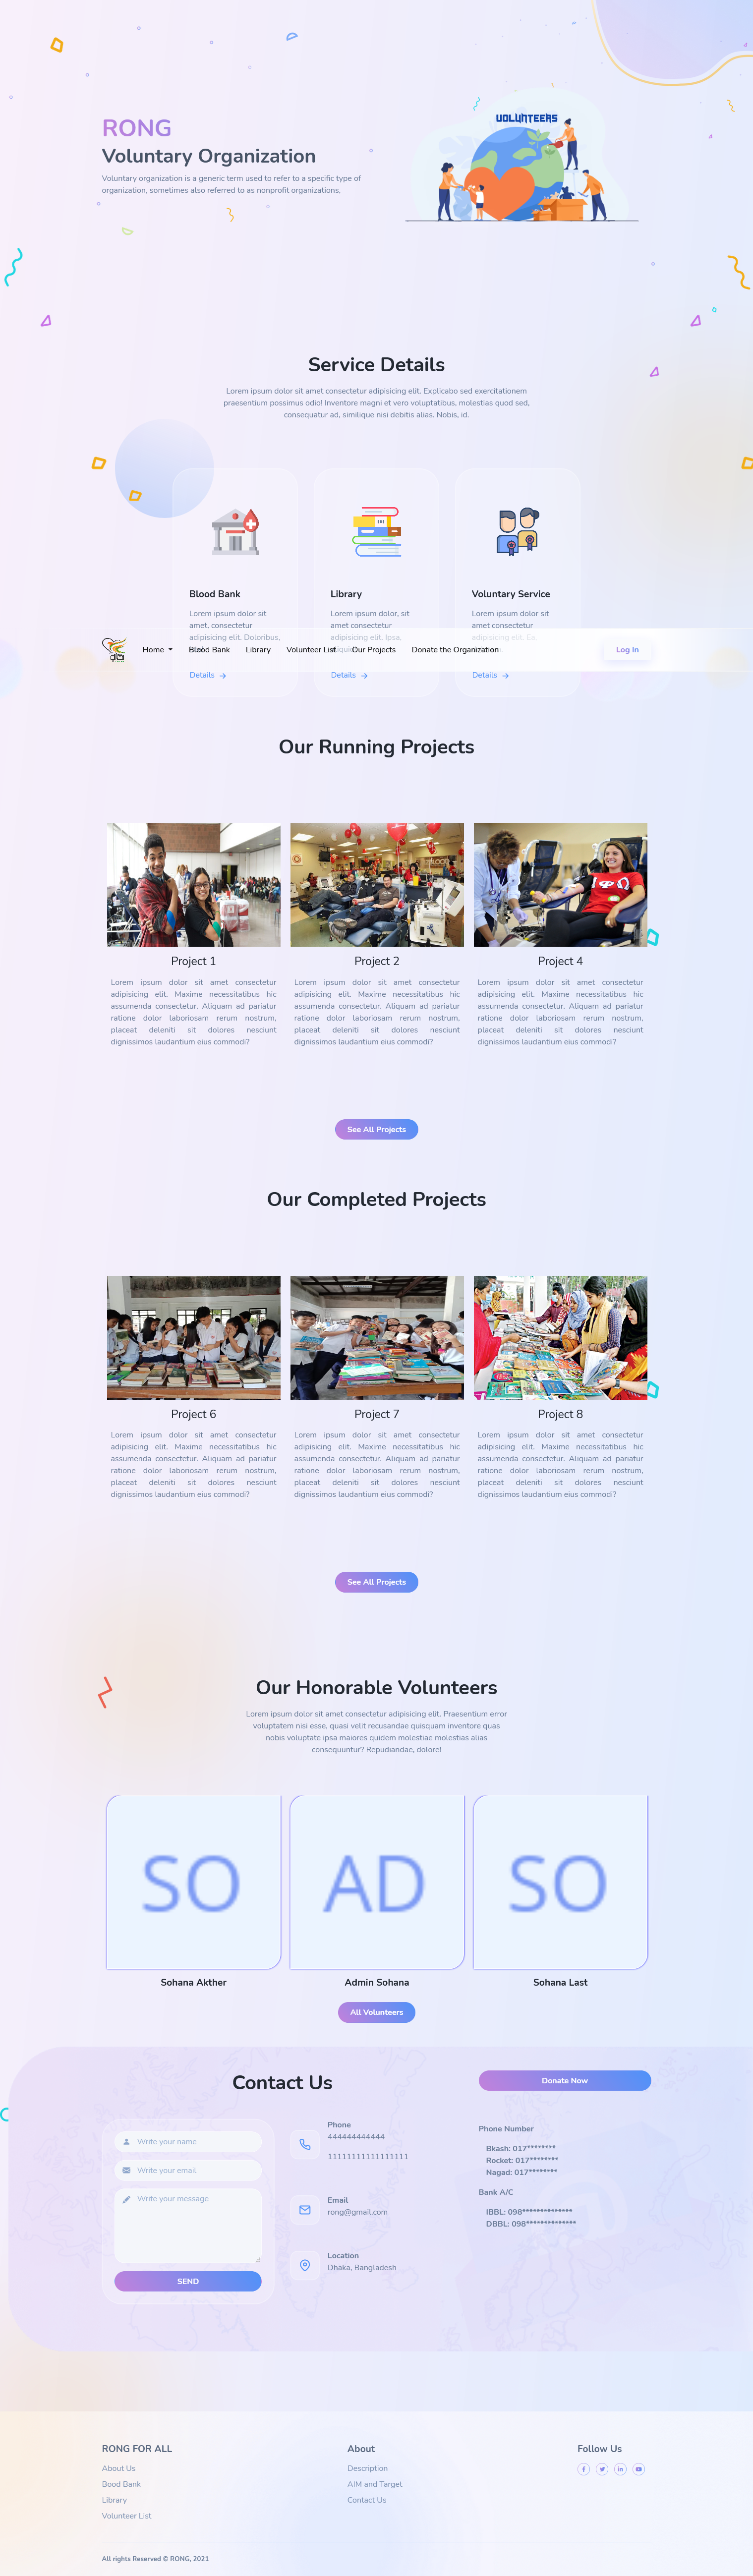 RONG
Voluntary Organization
Voluntary organization is a generic term used to refer to a specific type of
organization, sometimes also referred to as nonprofit organizations,
VOLUNTEERS
Service Details
Lorem ipsum dolor sit amet consectetur adipisicing elit. Explicabo sed exercitationem
praesentium possimus odio! Inventore magni et vero voluptatibus, molestias quod sed,
consequatur ad, similique nisi debitis alias. Nobis, id.
Blood Bank
Lorem ipsum dolor sit
amet, consectetur
adipisicing elit. Doloribus,
Details
Library
Lorem ipsum dolor, sit
amet consectetur
adipisicing elit. Ipsa,
Details
Voluntary Service
Lorem ipsum dolor sit
amet consectetur
adipisicing elit. Ea
Details
Home
Blood Bank
Library
Volunteer List
Our Projects
Donate the Organization
Log In
Our Running Projects
Project 1
Lorem ipsum dolor sit amet consectetur
adipisicing elit. Maxime necessitatibus hic
assumenda consectetur. Aliquam ad pariatur
ratione dolor laboriosam rerum nostrum,
placeat deleniti sit dolores nesciunt
dignissimos laudantium eius commodi?
Project 2
Lorem ipsum dolor sit amet consectetur
adipisicing elit. Maxime necessitatibus hic
assumenda consectetur. Aliquam ad pariatur
ratione dolor laboriosam rerum nostrum,
placeat deleniti sit dolores nesciunt
dignissimos laudantium eius commodi?
Project 4
Lorem ipsum dolor sit amet consectetur
adipisicing elit. Maxime necessitatibus hic
assumenda consectetur. Aliquam ad pariatur
ratione dolor laboriosam rerum nostrum,
placeat deleniti sit dolores nesciunt
dignissimos laudantium eius commodi?
See All Projects
Our Completed Projects
Project 6
Lorem ipsum dolor sit amet consectetur
adipisicing elit. Maxime necessitatibus hic
assumenda consectetur. Aliquam ad pariatur
ratione dolor laboriosam rerum nostrum,
placeat deleniti sit dolores nesciunt
dignissimos laudantium eius commodi?
Project 7
Lorem ipsum dolor sit amet consectetur
adipisicing elit. Maxime necessitatibus hic
assumenda consectetur. Aliquam ad pariatur
ratione dolor laboriosam rerum nostrum,
placeat deleniti sit dolores nesciunt
dignissimos laudantium eius commodi?
Project 8
Lorem ipsum dolor sit amet consectetur
adipisicing elit. Maxime necessitatibus hic
assumenda consectetur. Aliquam ad pariatur
ratione dolor laboriosam rerum nostrum,
placeat deleniti sit dolores nesciunt
dignissimos laudantium eius commodi?
See All Projects
Our Honorable Volunteers
Lorem ipsum dolor sit amet consectetur adipisicing elit. Praesentium error
voluptatem nisi esse, quasi velit recusandae quisquam inventore quas
nobis voluptate ipsa maiores quidem molestiae molestias alias
consequuntur? Repudiandae, dolore!
SO
AD
SO
Sohana Akther
Admin Sohana
Sohana Last
All Volunteers
Contact Us
Write your name
Write your email
Write your message
SEND
Phone
444444444444
11111111111111111
Email
rong@gmail.com
Location
Dhaka, Bangladesh
Donate Now
Phone Number
Bkash: 017********
Rocket: 017********
Nagad: 017********
Bank A/C
IBBL: 098**************
DBBL: 098**************
RONG FOR ALL
About Us
Bood Bank
Library
Volunteer List
About
Description
AIM and Target
Contact Us
Follow Us
All rights Reserved © RONG, 2021